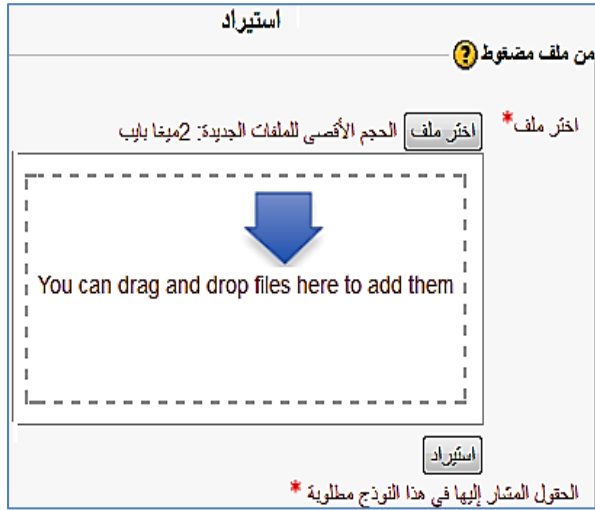 استيراد
من ملف مضغوط ?
اختر ملف*
اختر ملف الحجم الأقصى للملفات الجديدة: 2ميغا بايب
You can drag and drop files here to add them
استيراد
الحقول المشار إليها في هذا النوذج مطلوبة *